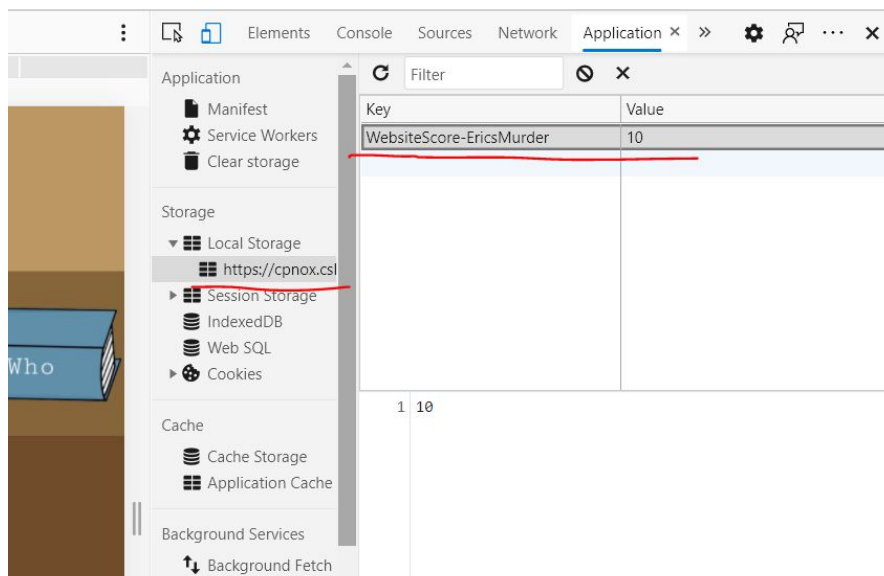 Elements Console Sources Network Application
Application
Manifest
Service Workers
Clear storage
Storage
Local Storage
https://cpnox.csl
Session Storage
IndexedDB
Web SQL
Cookies
Cache
Cache Storage
Application Cache
Background Services
Background Fetch
Filter
Key Value
WebsiteScore-EricsMurder 10
1 10
Who